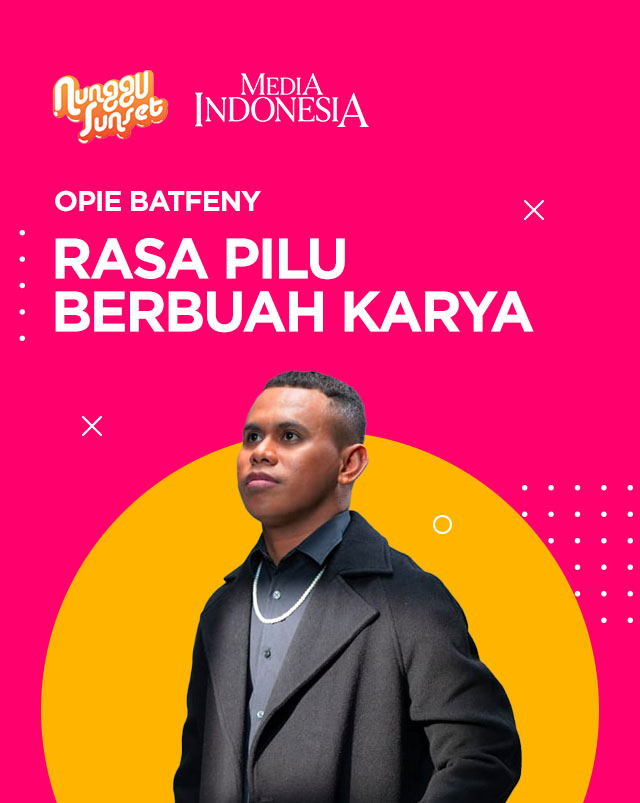 Nunggu
Sunset
MEDIA
INDONESIA
OPIE BATFENY
RASA PILU
BERBUAH KARYA